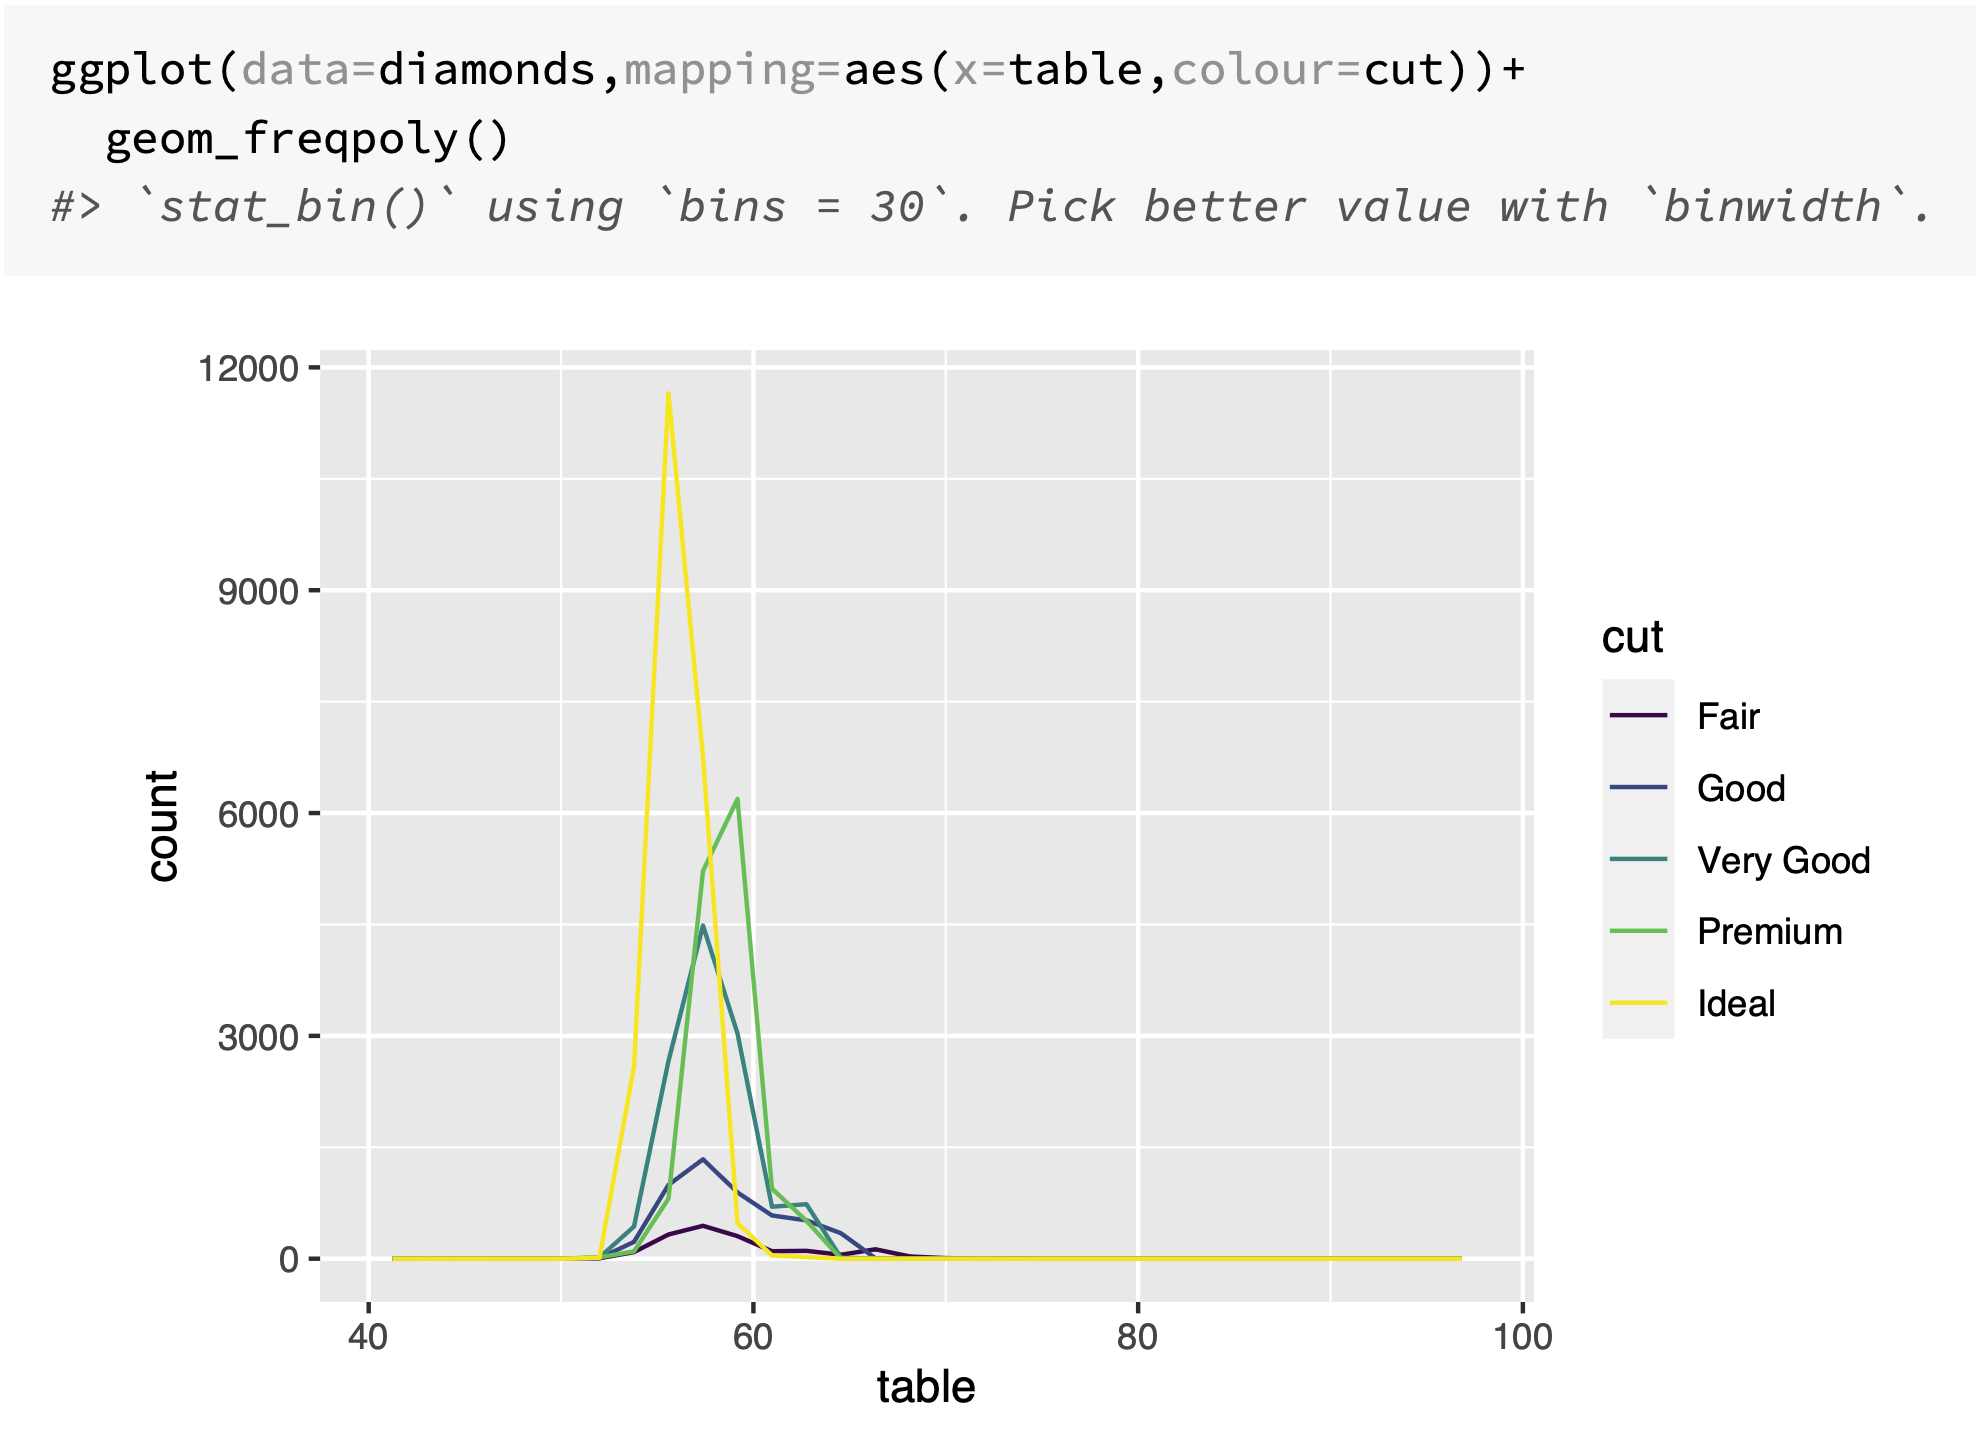 ggplot(data=diamonds,mapping=aes(x=table,colour=cut))+
  geom_freqpoly()
#> `stat_bin()` using `bins = 30`. Pick better value with `binwidth`.
12000
9000
6000
3000
0
count
40 60 80 100
table
cut
Fair
Good
Very Good
Premium
Ideal